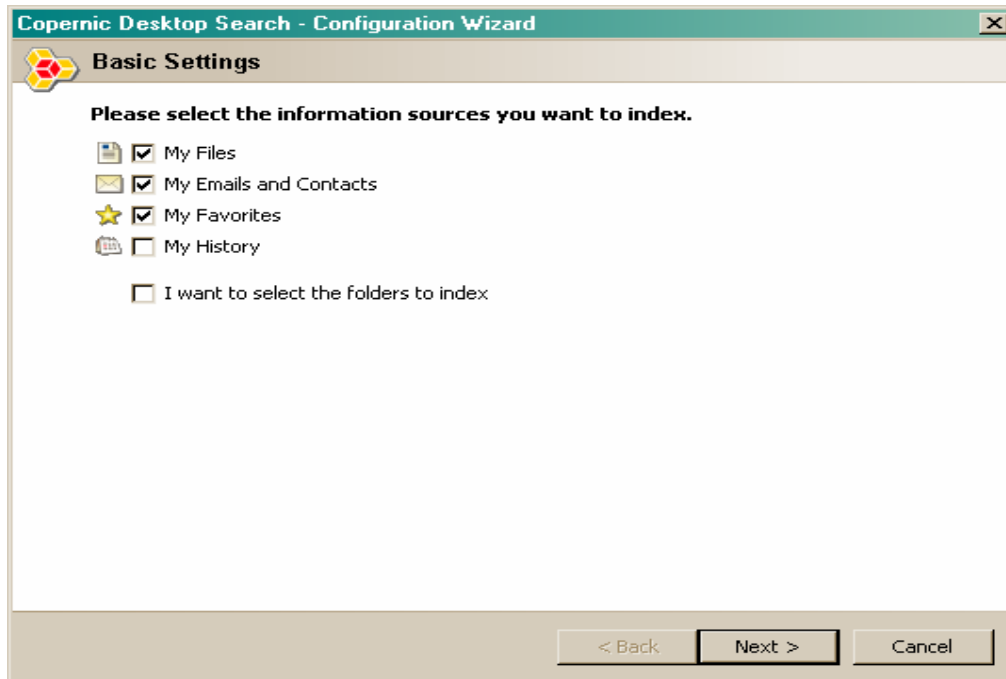 Copernic Desktop Search - Configuration Wizard
Basic Settings
Please select the information sources you want to index.
My Files
My Emails and Contacts
My Favorites
My History
I want to select the folders to index
< Back Next > Cancel